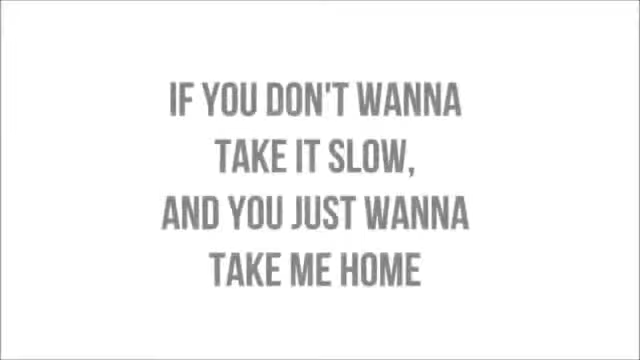 IF YOU DON'T WANNA
TAKE IT SLOW,
AND YOU JUST WANNA
TAKE ME HOME